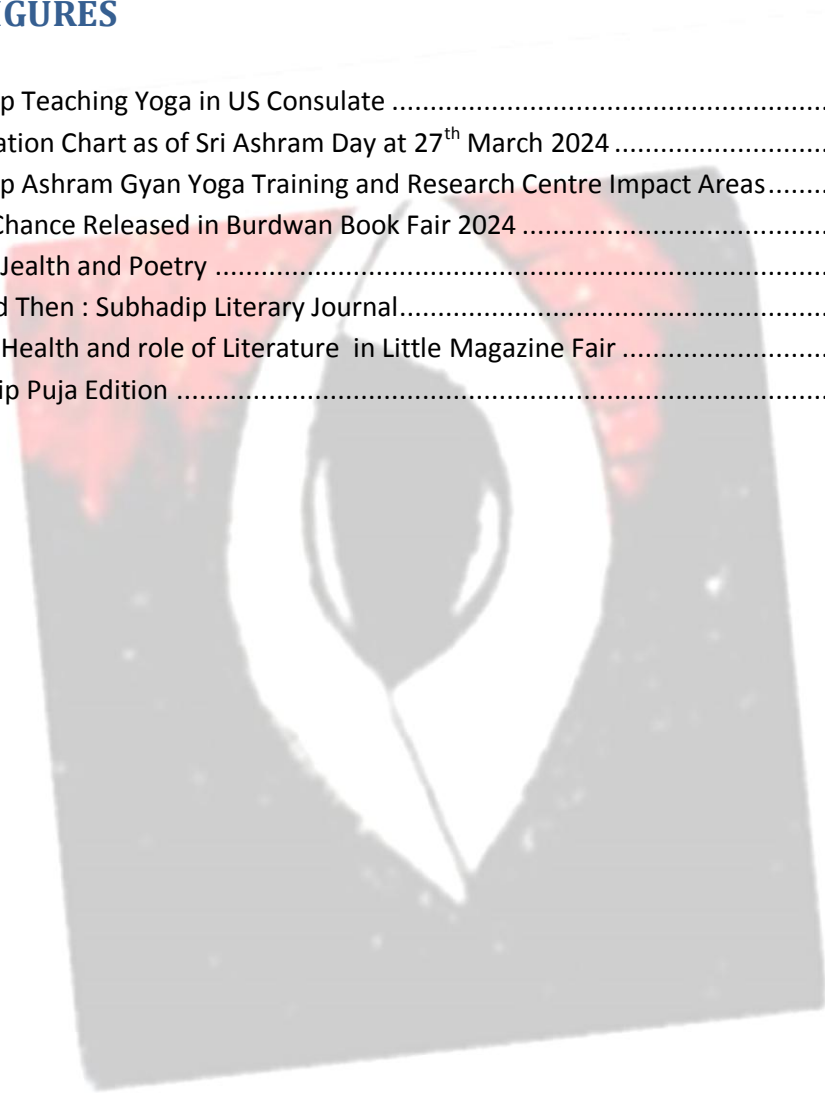 IGURES
p Teaching Yoga in US Consulate ........................................................
ation Chart as of Sri Ashram Day at 27th March 2024 ..............................
p Ashram Gyan Yoga Training and Research Centre Impact Areas........
Chance Released in Burdwan Book Fair 2024 .........................................
Jealth and Poetry ...................................................................................
d Then : Subhadip Literary Journal..........................................................
Health and role of Literature in Little Magazine Fair .............................
ip Puja Edition .......................................................................................